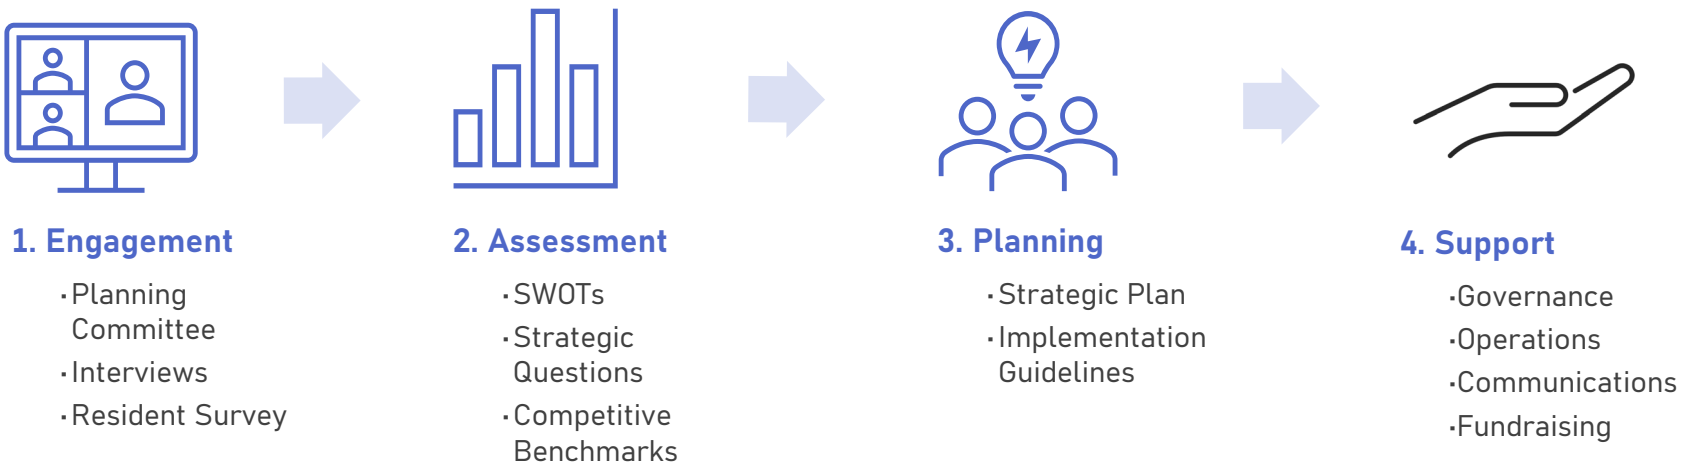 1. Engagement
· Planning
Committee
· Interviews
· Resident Survey
2. Assessment
· SWOTs
· Strategic
Questions
· Competitive
Benchmarks
3. Planning
· Strategic Plan
· Implementation
Guidelines
4. Support
· Governance
· Operations
· Communications
· Fundraising